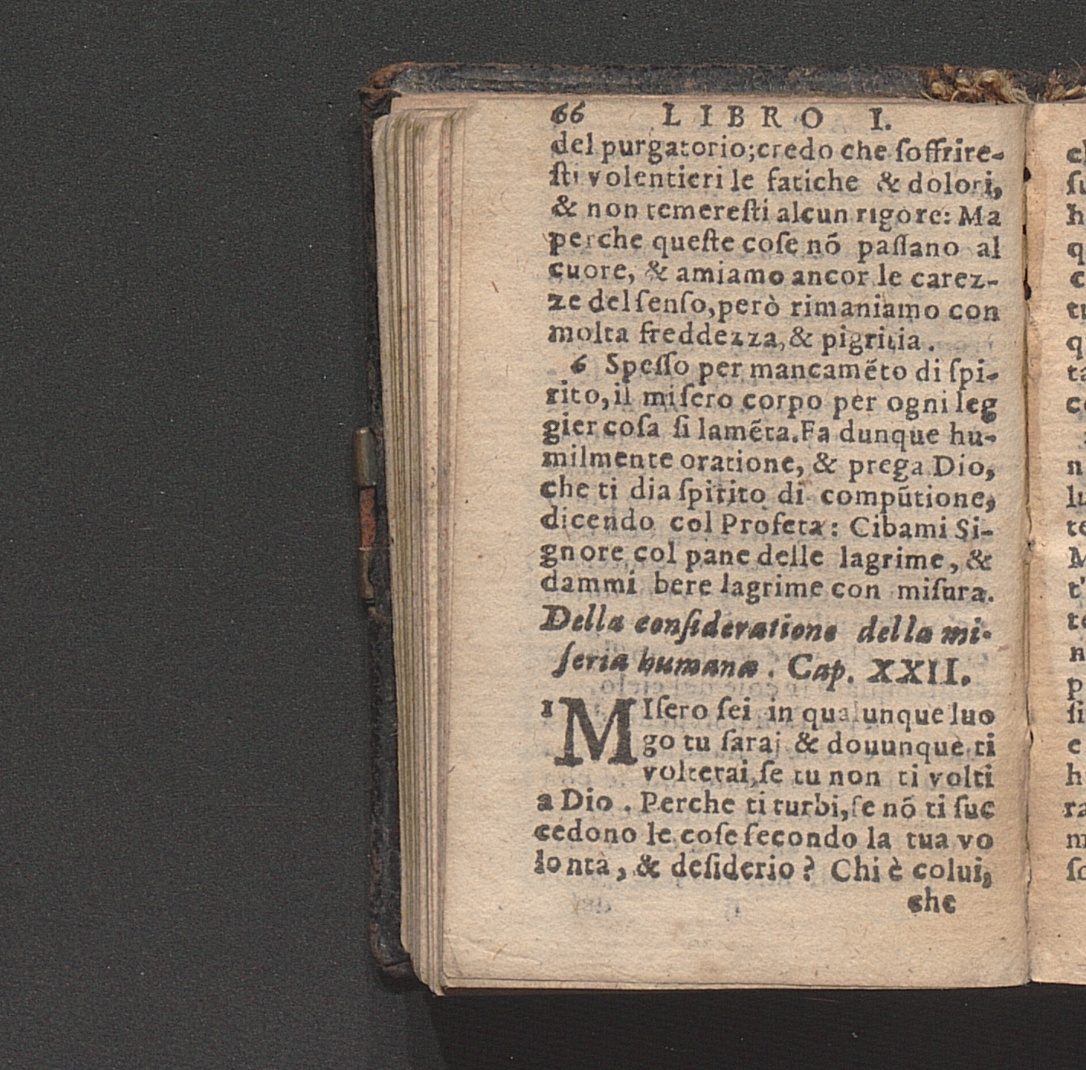 66 LIBRO I.
del purgatorio; credo che ſoffrire-
ſti volentieri le fatiche & dolori,
& non temereſti alcun rigore: Ma
perche queſte coſe nõ paſſano al
cuore, & amiamo ancor le carez-
ze del ſenſo, però rimaniamo con
molta freddezza, & pigritia.
6 Speſſo per mancamẽto di ſpi-
rito, il miſero corpo per ogni leg
gier coſa ſi lamẽta. Fa dunque hu-
milmente oratione, & prega Dio,
che ti dia ſpirito di compũtione,
dicendo col Profeta: Cibami Si-
gnore col pane delle lagrime, &
dammi bere lagrime con miſura.
Della conſideratione della mi-
ſeria humana. Cap. XXII.
1 MIſero ſei in qualunque luo
go tu ſarai & douunque ti
volterai, ſe tu non ti volti
a Dio. Perche ti turbi, ſe nõ ti ſuc
cedono le coſe ſecondo la tua vo
lontà, & deſiderio? Chi è colui,
che